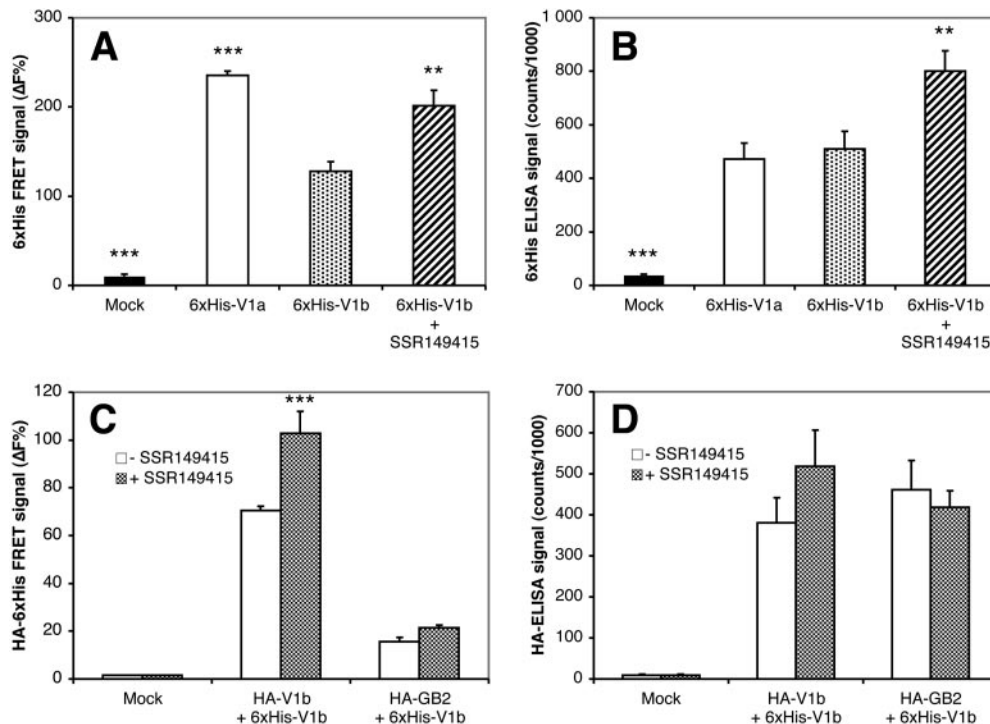 A
6xHis FRET signal (ΔF%)
300
200
100
0
***
***
**
Mock
6xHis-V1a
6xHis-V1b
6xHis-V1b
+
SSR149415
B
6xHis ELISA signal (counts/1000)
1 000
800
600
400
200
0
***
**
Mock
6xHis-V1a
6xHis-V1b
6xHis-V1b
+
SSR149415
C
HA-6xHis FRET signal (ΔF%)
120
100
80
60
40
20
0
***
- SSR149415
+ SSR149415
Mock
HA-V1b
+ 6xHis-V1b
HA-GB2
+ 6xHis-V1b
D
HA-ELISA signal (counts/1000)
700
600
500
400
300
200
100
0
- SSR149415
+ SSR149415
Mock
HA-V1b
+ 6xHis-V1b
HA-GB2
+ 6xHis-V1b